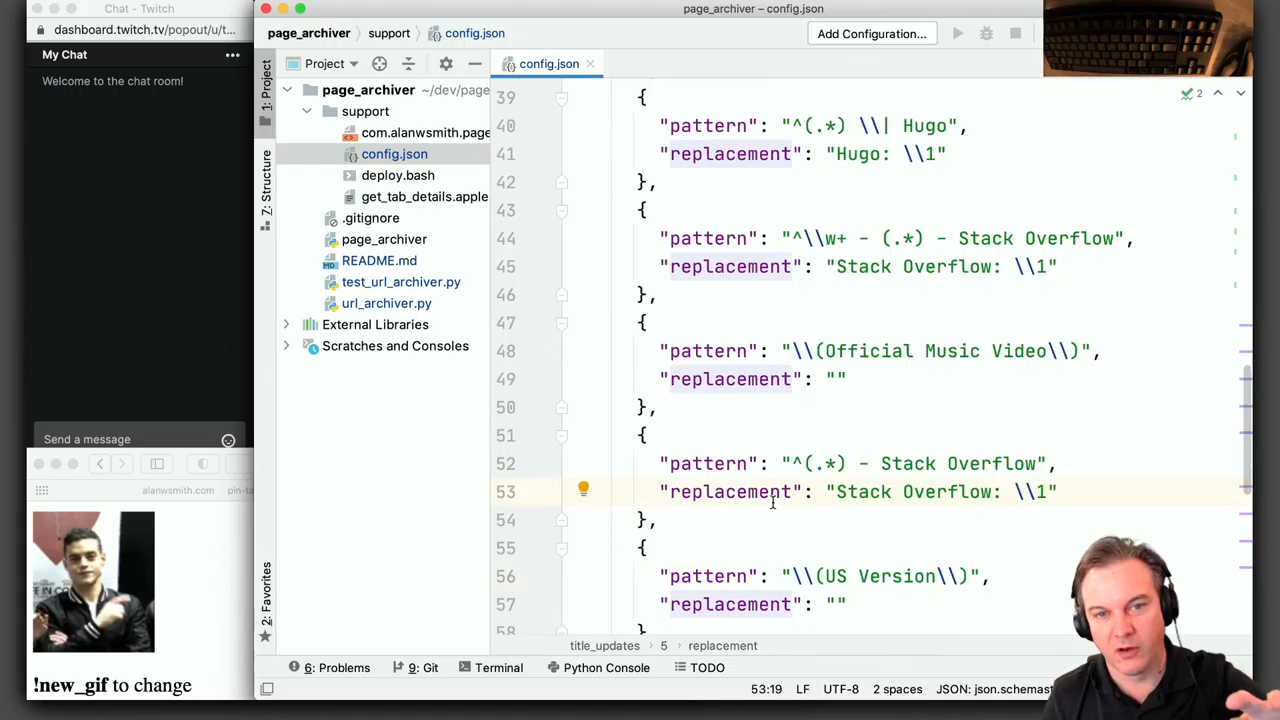 Chat - Twitch
dashboard.twitch.tv/popout/u/t...
My Chat
Welcome to the chat room!
Send a message
alanwsmith.com
pin-ta
!new_gif to change
page_archiver – config.json
page_archiver
support
config.json
Add Configuration...
1: Project
7: Structure
2: Favorites
Project
page_archiver ~/dev/page
support
com.alanwsmith.page
config.json
deploy.bash
get_tab_details.apple
.gitignore
page_archiver
README.md
test_url_archiver.py
url_archiver.py
External Libraries
Scratches and Consoles
config.json
2
39 {
40 "pattern": "^(.*) \\| Hugo",
41 "replacement": "Hugo: \\1"
42 },
43 {
44 "pattern": "^\\w+ - (.*) - Stack Overflow",
45 "replacement": "Stack Overflow: \\1"
46 },
47 {
48 "pattern": "\\(Official Music Video\\)",
49 "replacement": ""
50 },
51 {
52 "pattern": "^(.*) - Stack Overflow",
53 "replacement": "Stack Overflow: \\1"
54 },
55 {
56 "pattern": "\\(US Version\\)",
57 "replacement": ""
58 }
title_updates 5 replacement
6: Problems 9: Git Terminal Python Console TODO
53:19 LF UTF-8 2 spaces JSON: json.schemast